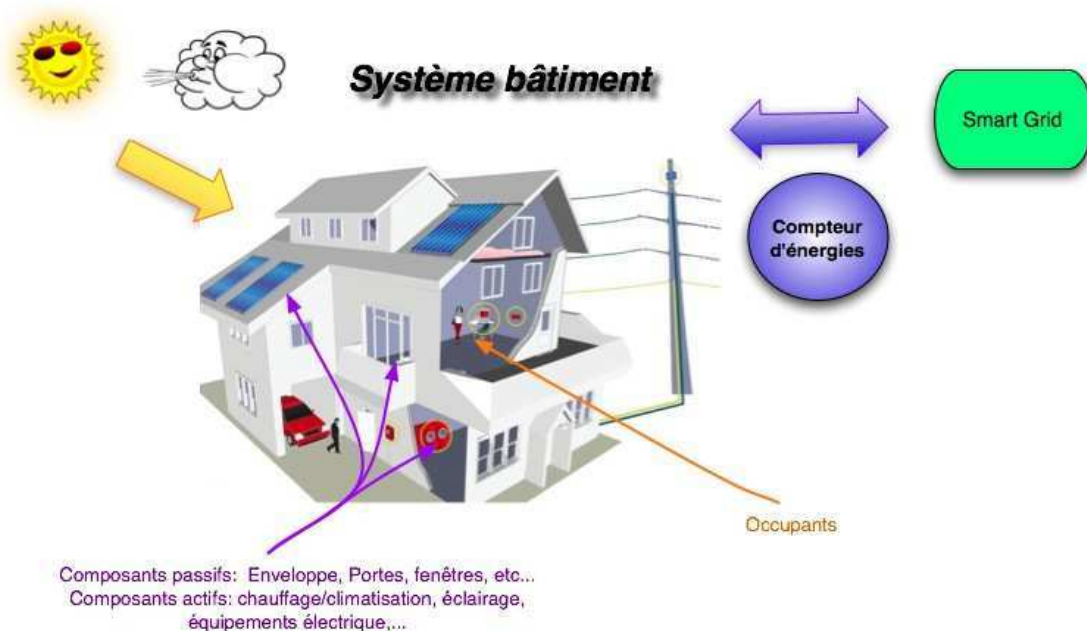 Système bâtiment
Smart Grid
Compteur
d'énergies
Occupants
Composants passifs: Enveloppe, Portes, fenêtres, etc...
Composants actifs: chauffage/climatisation, éclairage,
équipements électrique,...